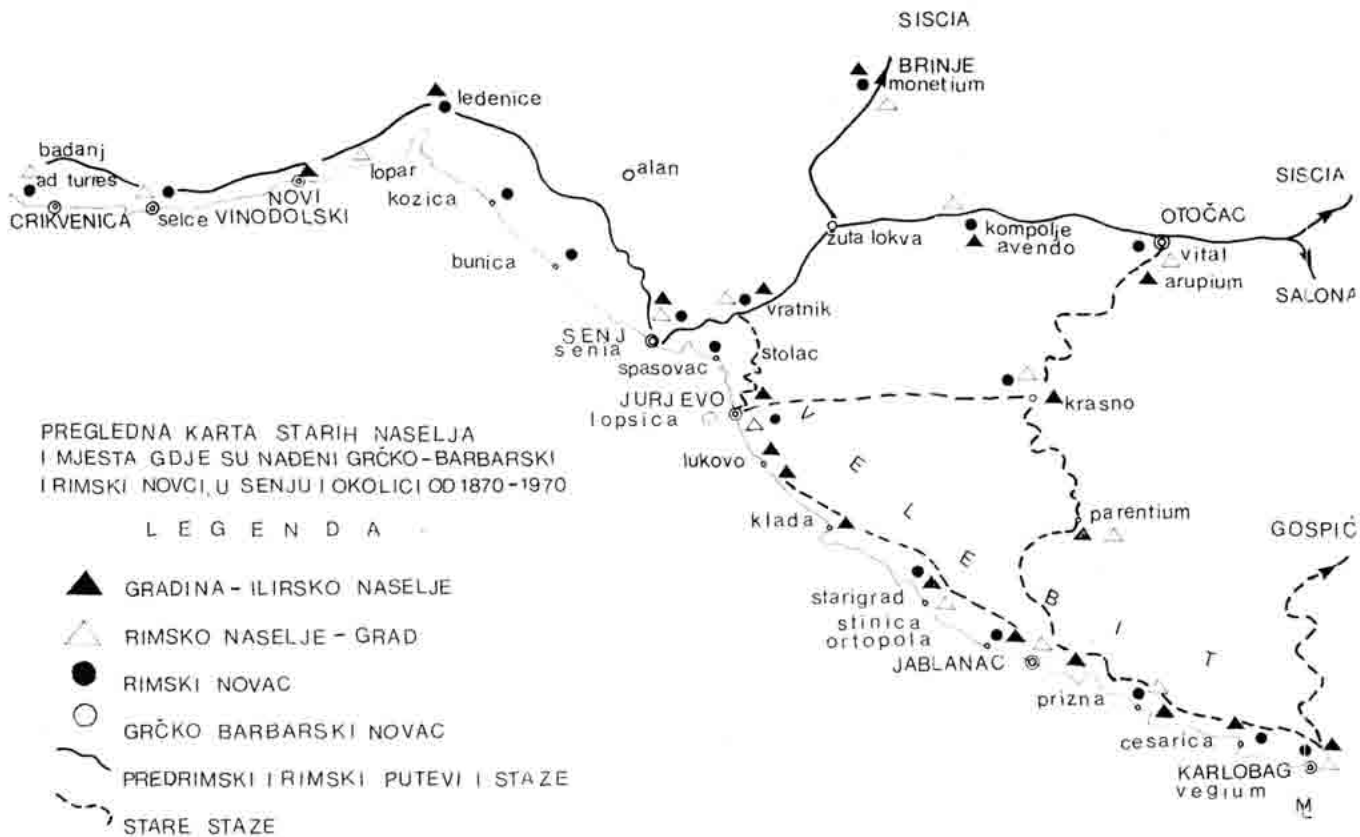 SISCIA
BRINJE
monetium
ledenice
badanj
ad turres
CRIKVENICA
selce
NOVI
VINODOLSKI
lopar
kozica
alan
bunica
žuta lokva
kompolje
avendo
OTOČAC
vital
arupium
SISCIA
SALONA
vratnik
SENJ
senia
spasovac
stolac
JURJEVO
lopsica
krasno
lukovo
klada
parentium
GOSPIĆ
VELEBIT
starigrad
stinica
ortopola
JABLANAC
prizna
cesarica
KARLOBAG
vegium
PREGLEDNA KARTA STARIH NASELJA
I MJESTA GDJE SU NAĐENI GRČKO-BARBARSKI
I RIMSKI NOVCI, U SENJU I OKOLICI OD 1870-1970
LEGENDA
GRADINA-ILIRSKO NASELJE
RIMSKO NASELJE-GRAD
RIMSKI NOVAC
GRČKO BARBARSKI NOVAC
PREDRIMSKI I RIMSKI PUTEVI I STAZE
STARE STAZE